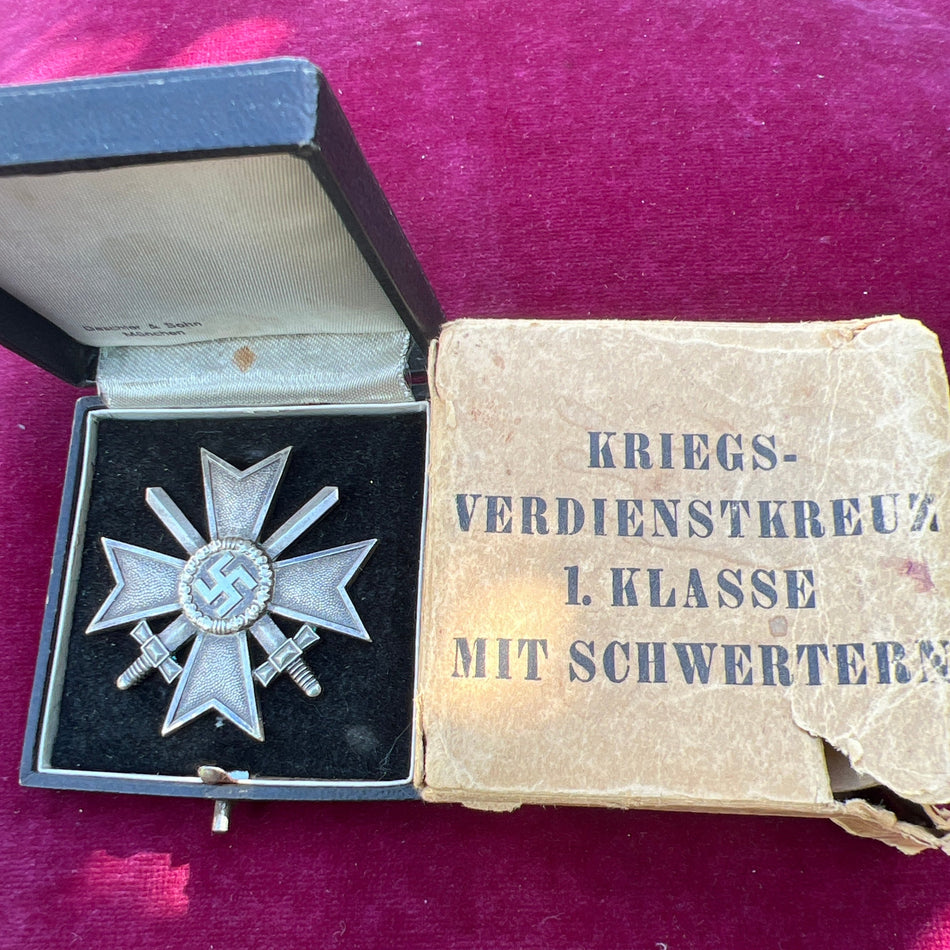 Deschler & Sohn
München
KRIEGS-
VERDIENSTKREUZ
1. KLASSE
MIT SCHWERTERN